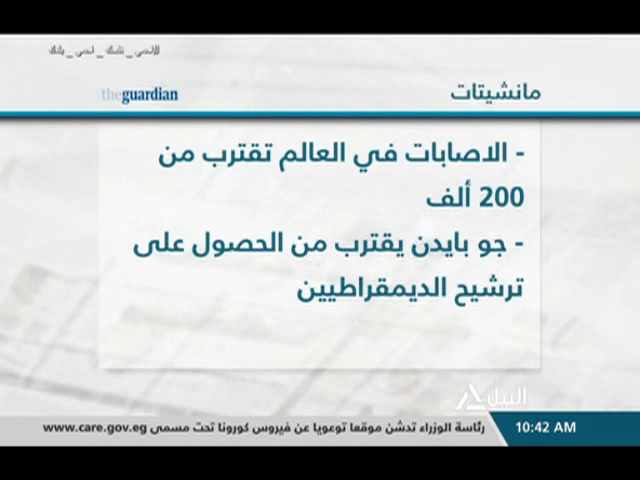 مانشيتات
theguardian
- الاصابات في العالم تقترب من
200 ألف
- جو بايدن يقترب من الحصول على
ترشيح الديمقراطيين
النيل
رئاسة الوزراء تدشن موقعا توعويا عن فيروس كورونا تحت مسمى www.care.gov.eg
10:42 AM